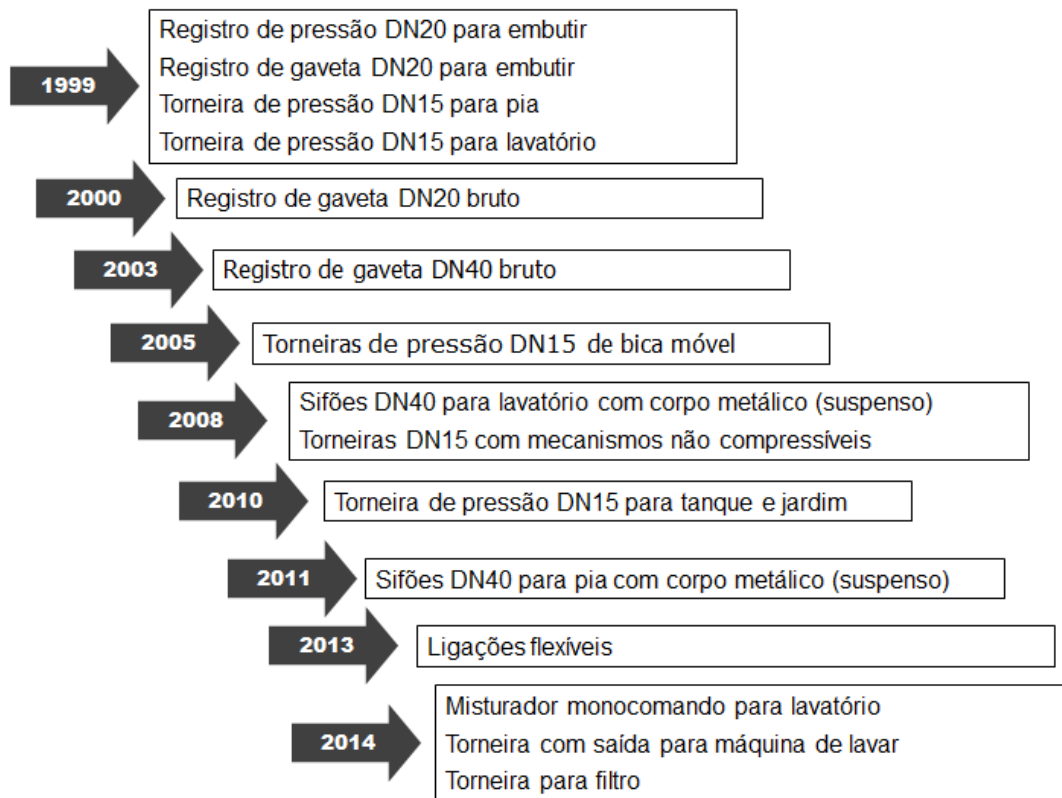 1999
Registro de pressão DN20 para embutir
Registro de gaveta DN20 para embutir
Torneira de pressão DN15 para pia
Torneira de pressão DN15 para lavatório
2000
Registro de gaveta DN20 bruto
2003
Registro de gaveta DN40 bruto
2005
Torneiras de pressão DN15 de bica móvel
2008
Sifões DN40 para lavatório com corpo metálico (suspenso)
Torneiras DN15 com mecanismos não compressíveis
2010
Torneira de pressão DN15 para tanque e jardim
2011
Sifões DN40 para pia com corpo metálico (suspenso)
2013
Ligações flexíveis
2014
Misturador monocomando para lavatório
Torneira com saída para máquina de lavar
Torneira para filtro